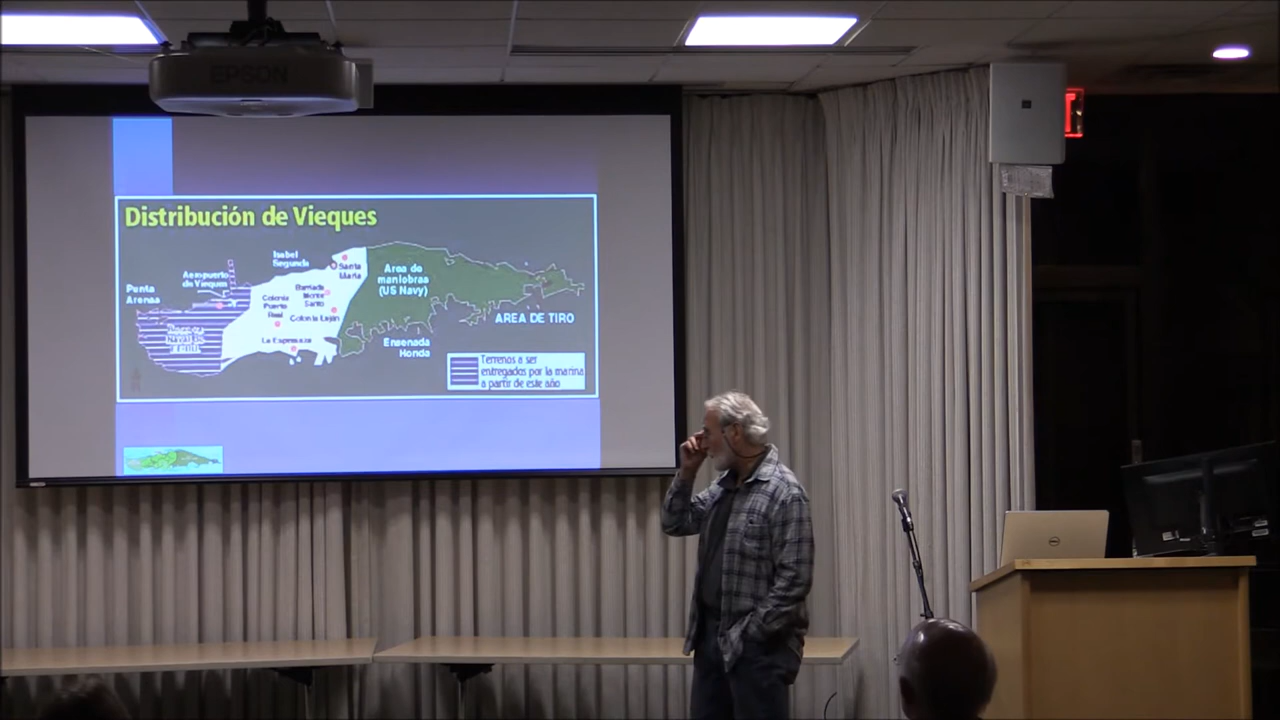 EPSON
Distribución de Vieques
Isabel
Segunda
Santa
María
Aeropuerto
de Vieques
Punta
Arenas
Area de
maniobras
(US Navy)
Barriada
Monte
Santo
Colonia
Puerto
Real
Colonia Luján
AREA DE TIRO
La Esperanza
Ensenada
Honda
Terrenos a ser
entregados por la marina
a partir de este año
DELL